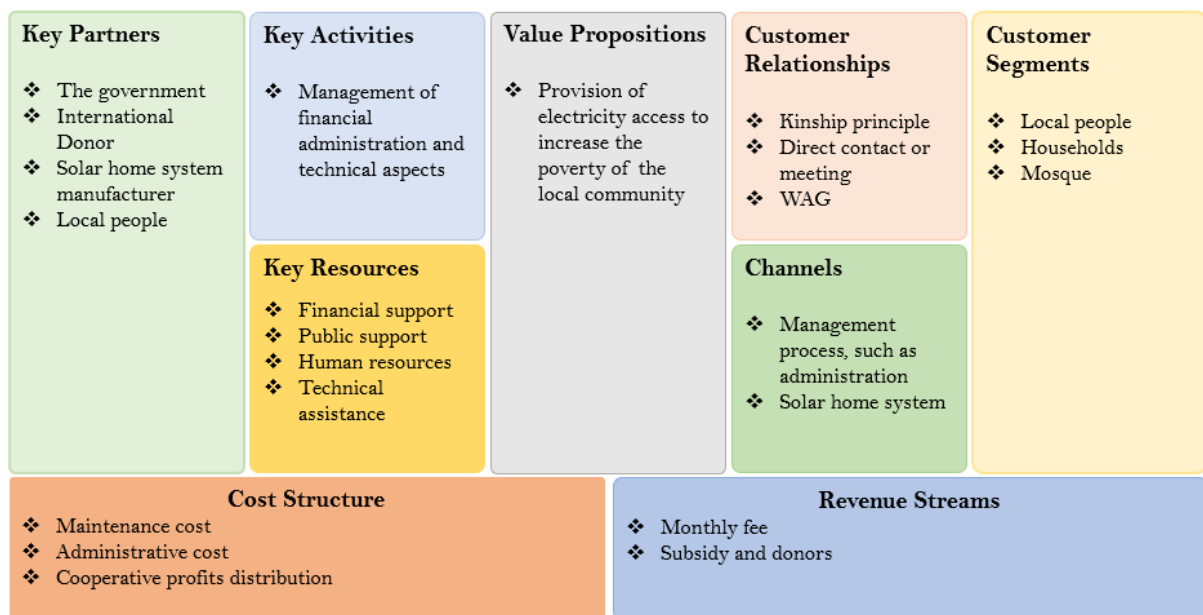 Key Partners
❖ The government
❖ International
Donor
❖ Solar home system
manufacturer
❖ Local people
Key Activities
❖ Management of
financial
administration and
technical aspects
Key Resources
❖ Financial support
❖ Public support
❖ Human resources
❖ Technical
assistance
Value Propositions
❖ Provision of
electricity access to
increase the
poverty of the
local community
Customer
Relationships
❖ Kinship principle
❖ Direct contact or
meeting
❖ WAG
Channels
❖ Management
process, such as
administration
❖ Solar home system
Customer
Segments
❖ Local people
❖ Households
❖ Mosque
Cost Structure
❖ Maintenance cost
❖ Administrative cost
❖ Cooperative profits distribution
Revenue Streams
❖ Monthly fee
❖ Subsidy and donors